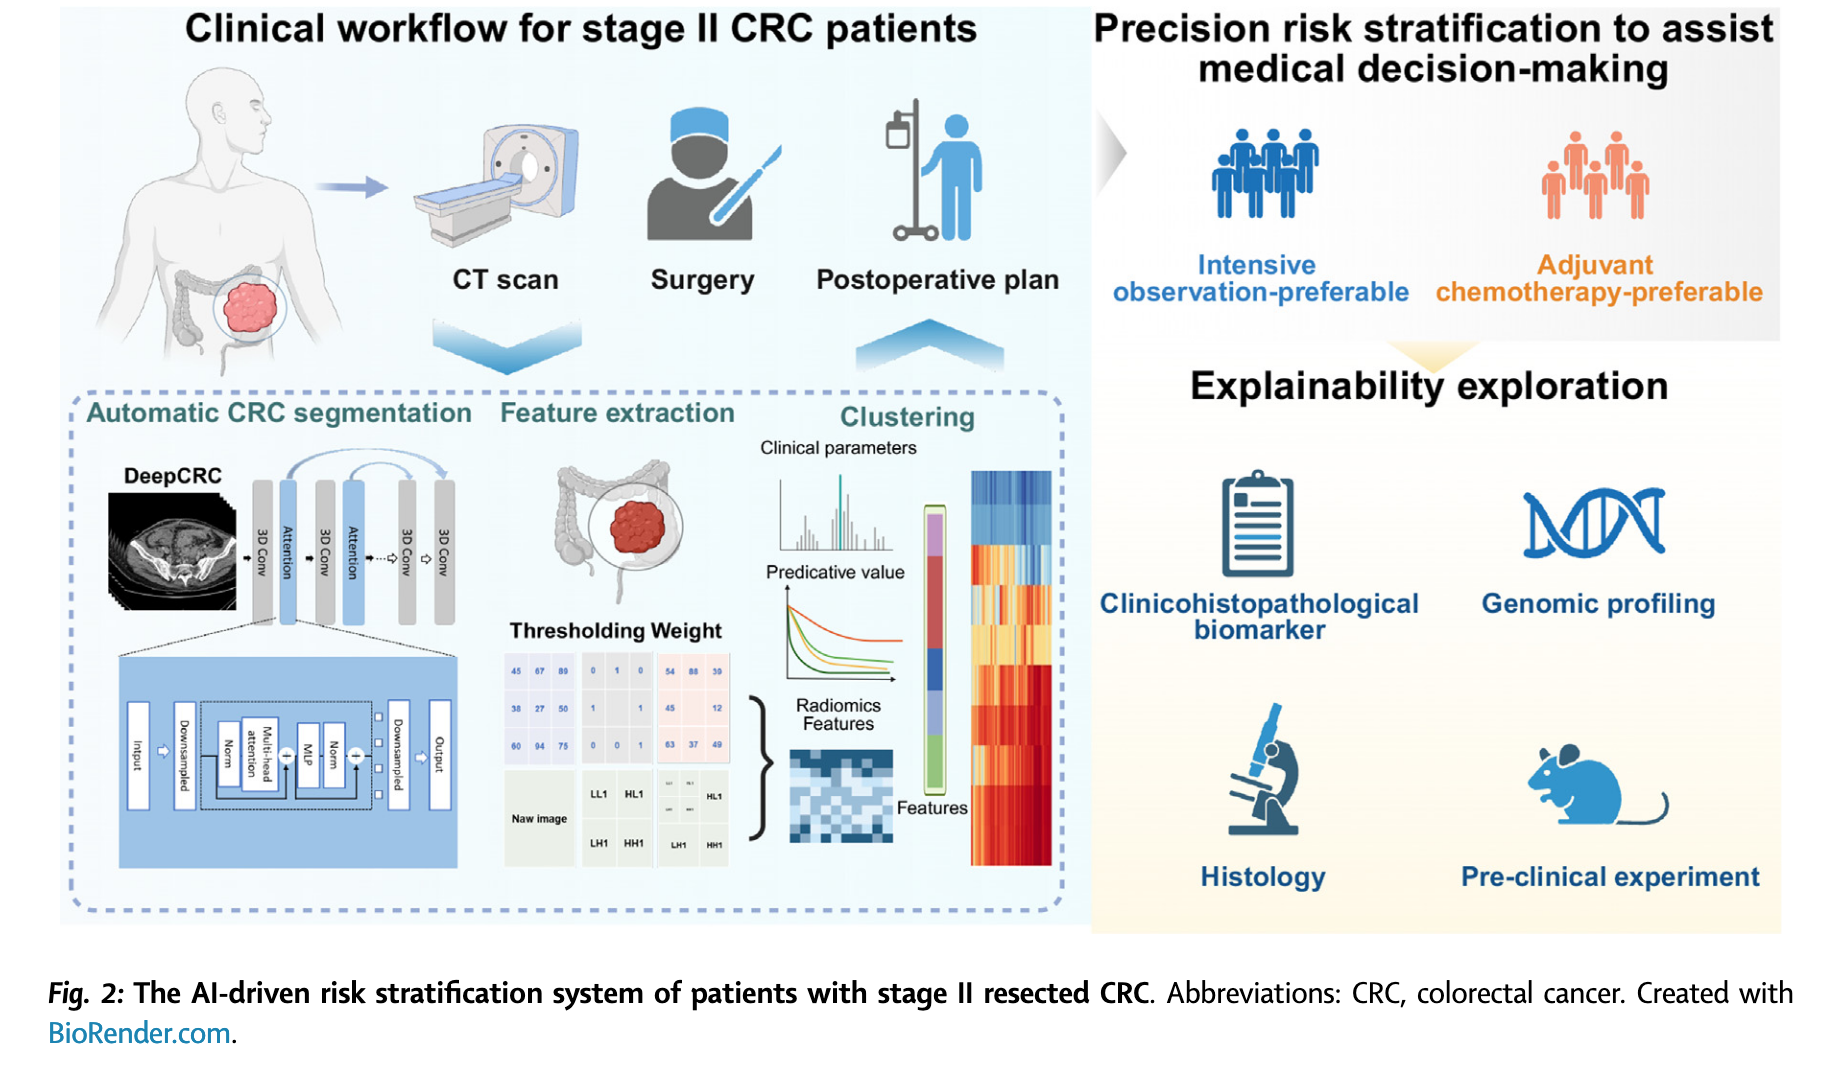 Clinical workflow for stage II CRC patients
CT scan
Surgery
Postoperative plan
Precision risk stratification to assist
medical decision-making
Intensive
observation-preferable
Adjuvant
chemotherapy-preferable
Automatic CRC segmentation
DeepCRC
3D Conv
Attention
3D Conv
Attention
3D Conv
3D Conv
Intput
Downsampled
Norm
Multi-head
attention
MLP
Norm
Downsampled
Output
Feature extraction
Thresholding Weight
45 67 89
38 27 50
60 94 75
0 1 0
1 1
0 0 1
54 88 39
45 12
63 37 49
Naw image
LL1 HL1
LH1 HH1
HL1
LH1 HH1
Clustering
Clinical parameters
Predicative value
Radiomics
Features
Features
Explainability exploration
Clinicohistopathological
biomarker
Genomic profiling
Histology
Pre-clinical experiment
Fig. 2: The AI-driven risk stratification system of patients with stage II resected CRC. Abbreviations: CRC, colorectal cancer. Created with
BioRender.com.